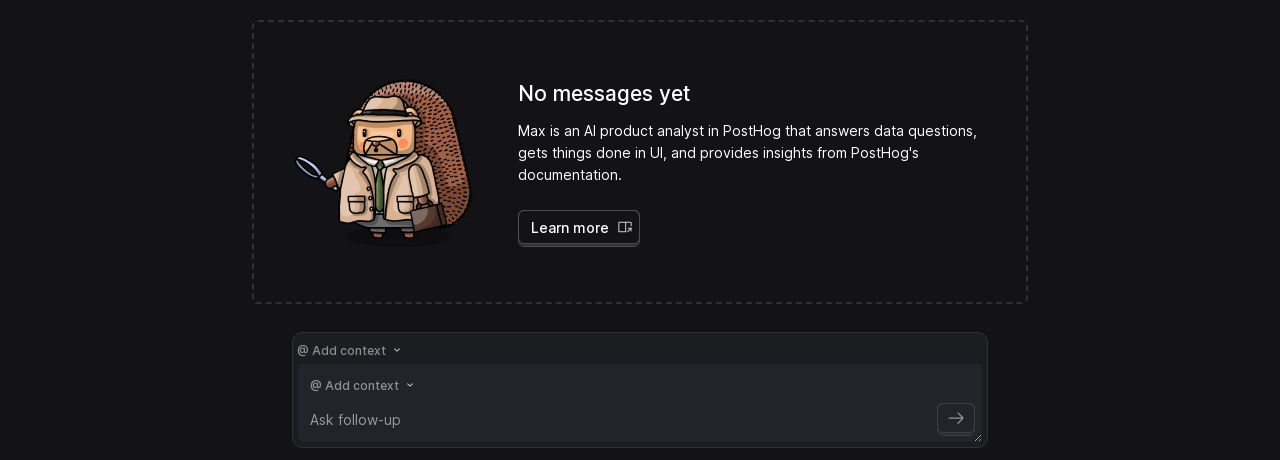 No messages yet
Max is an AI product analyst in PostHog that answers data questions,
gets things done in UI, and provides insights from PostHog's
documentation.
Learn more
@ Add context
@ Add context
Ask follow-up